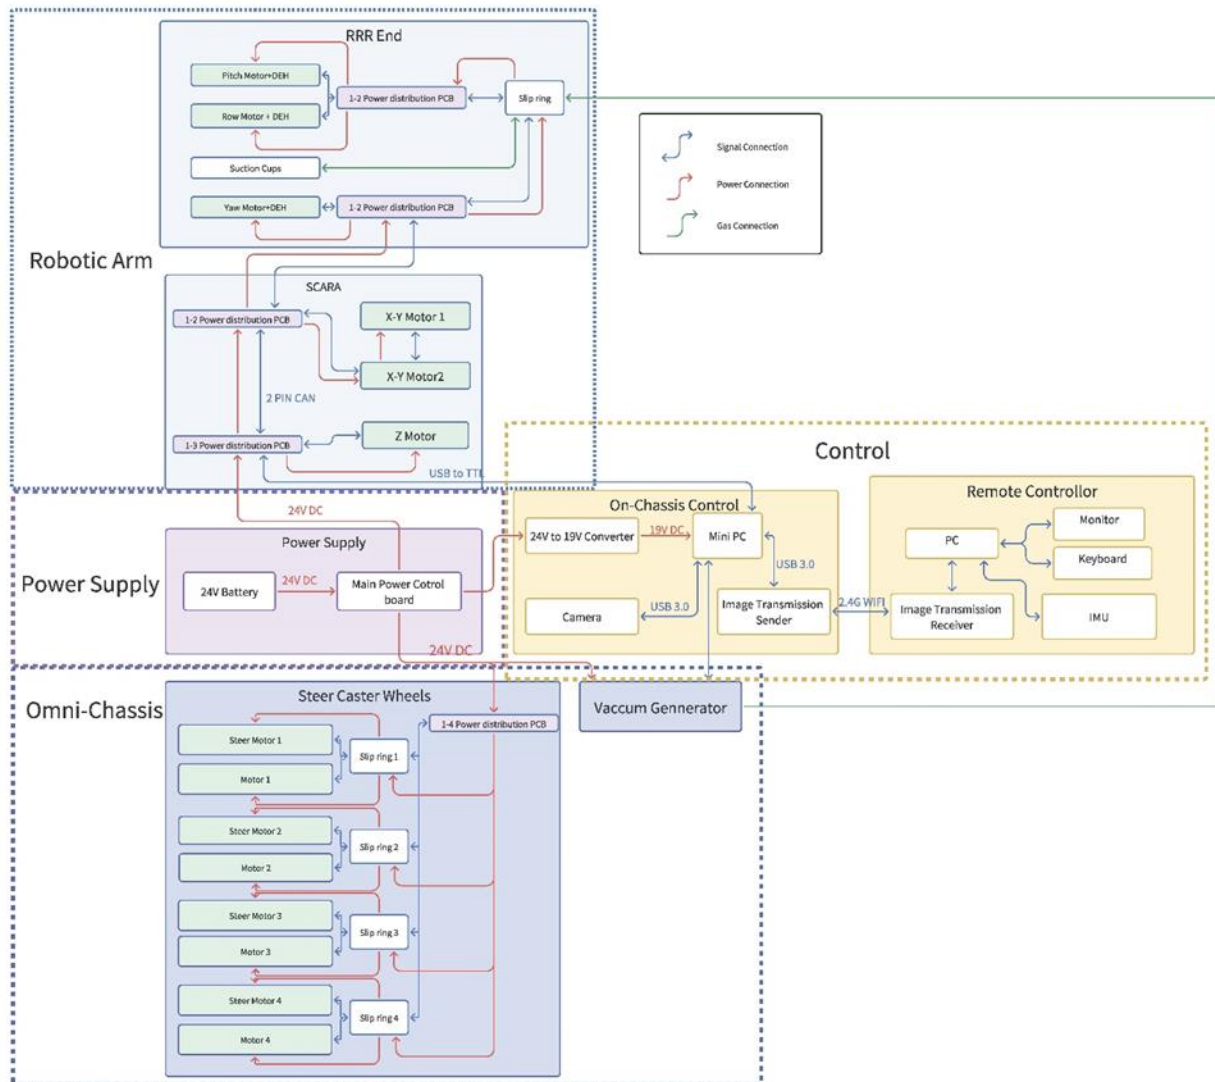 RRR End
Pitch Motor+DEH
1-2 Power distribution PCB
Slip ring
Row Motor + DEH
Suction Cups
Yaw Motor+DEH
1-2 Power distribution PCB
Signal Connection
Power Connection
Gas Connection
Robotic Arm
SCARA
1-2 Power distribution PCB
X-Y Motor 1
X-Y Motor2
2 PIN CAN
1-3 Power distribution PCB
Z Motor
USB to TTL
Control
24V DC
On-Chassis Control
24V to 19V Converter
19V DC
Mini PC
USB 3.0
Camera
USB 3.0
Image Transmission
Sender
2.4G WIFI
Remote Controllor
PC
Monitor
Keyboard
Image Transmission
Receiver
IMU
Power Supply
Power Supply
24V Battery
24V DC
Main Power Cotrol
board
24V DC
Omni-Chassis
Steer Caster Wheels
1-4 Power distribution PCB
Vaccum Gennerator
Steer Motor 1
Motor 1
Slip ring 1
Steer Motor 2
Motor 2
Slip ring 2
Steer Motor 3
Motor 3
Slip ring 3
Steer Motor 4
Motor 4
Slip ring 4